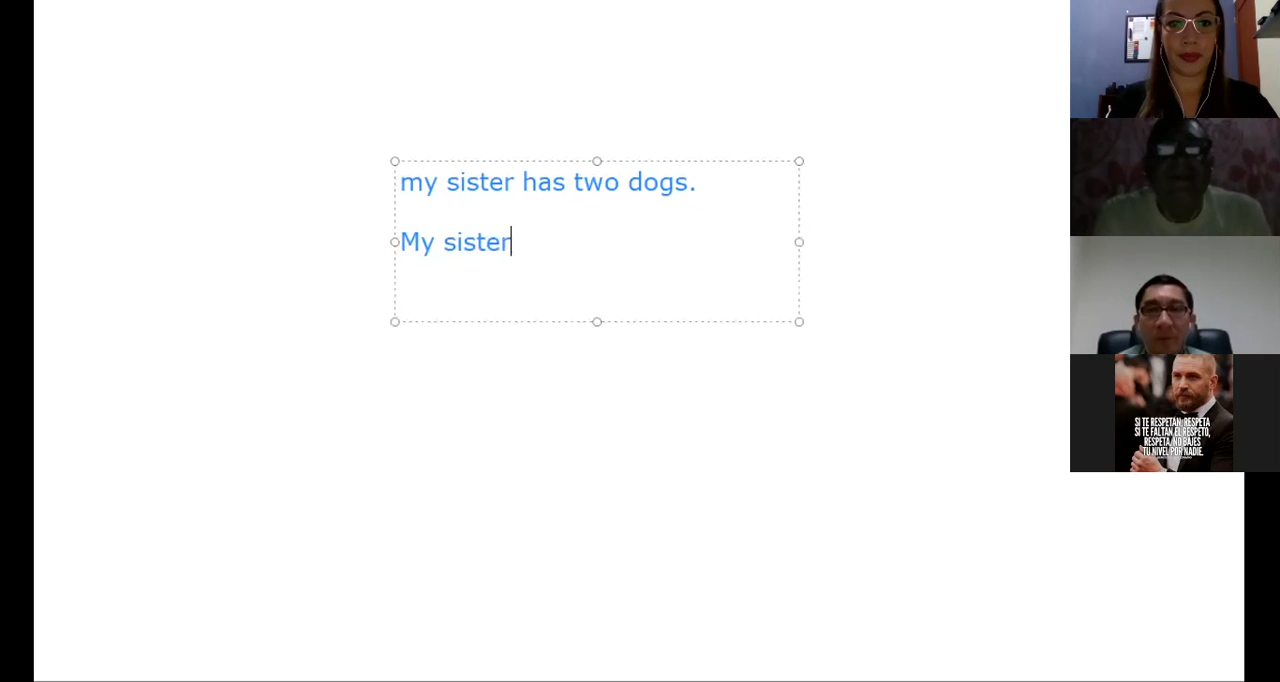 my sister has two dogs.
My sister
SI TE RESPETAN, RESPETA
SI TE FALTAN EL RESPETO,
RESPETA, NO BAJES
TU NIVEL POR NADIE.